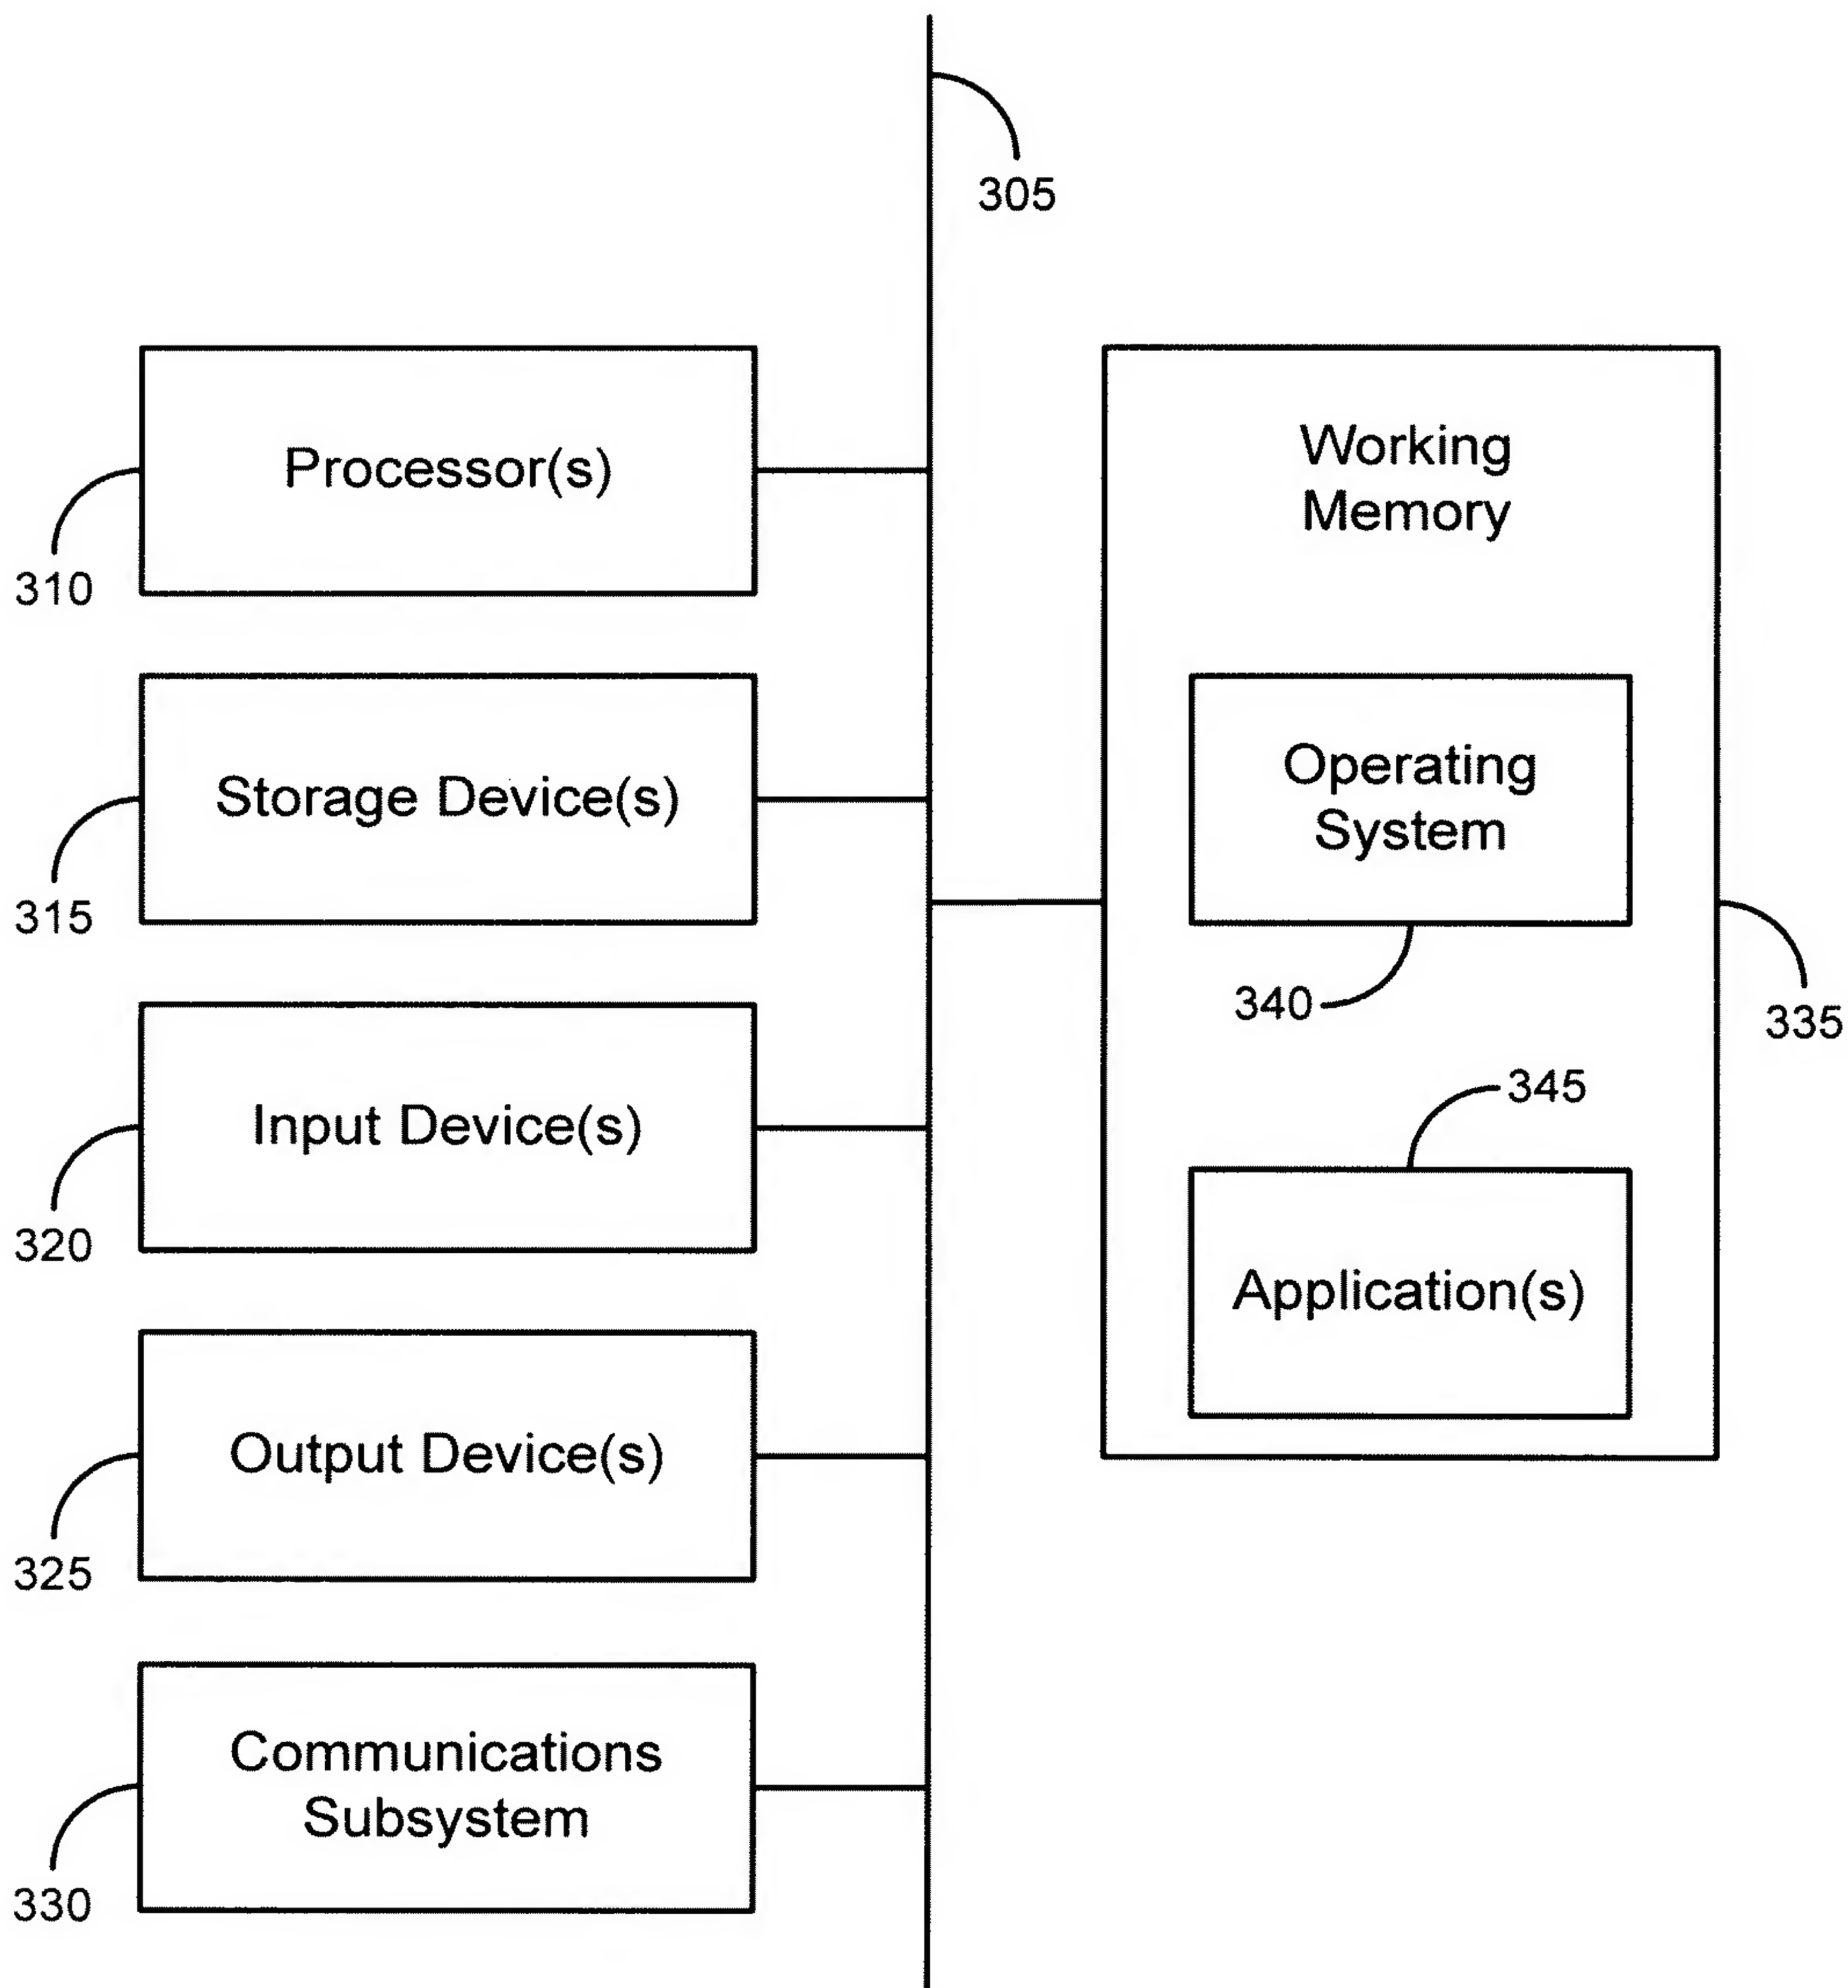 305
Processor(s)
310
Storage Device(s)
315
Input Device(s)
320
Output Device(s)
325
Communications
Subsystem
330
Working
Memory
Operating
System
340
335
345
Application(s)